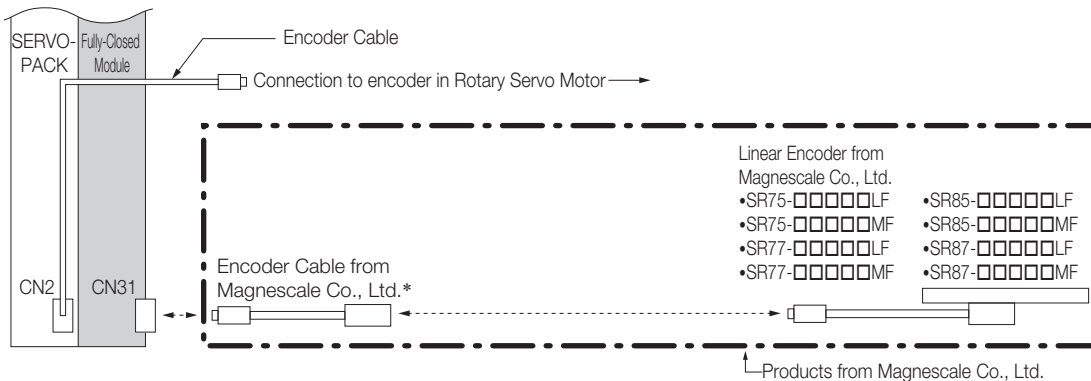 SERVO-
PACK
Fully-Closed
Module
Encoder Cable
Connection to encoder in Rotary Servo Motor
Linear Encoder from
Magnescale Co., Ltd.
•SR75-□□□□□LF
•SR75-□□□□□MF
•SR77-□□□□□LF
•SR77-□□□□□MF
•SR85-□□□□□LF
•SR85-□□□□□MF
•SR87-□□□□□LF
•SR87-□□□□□MF
CN2
CN31
Encoder Cable from
Magnescale Co., Ltd.*
Products from Magnescale Co., Ltd.